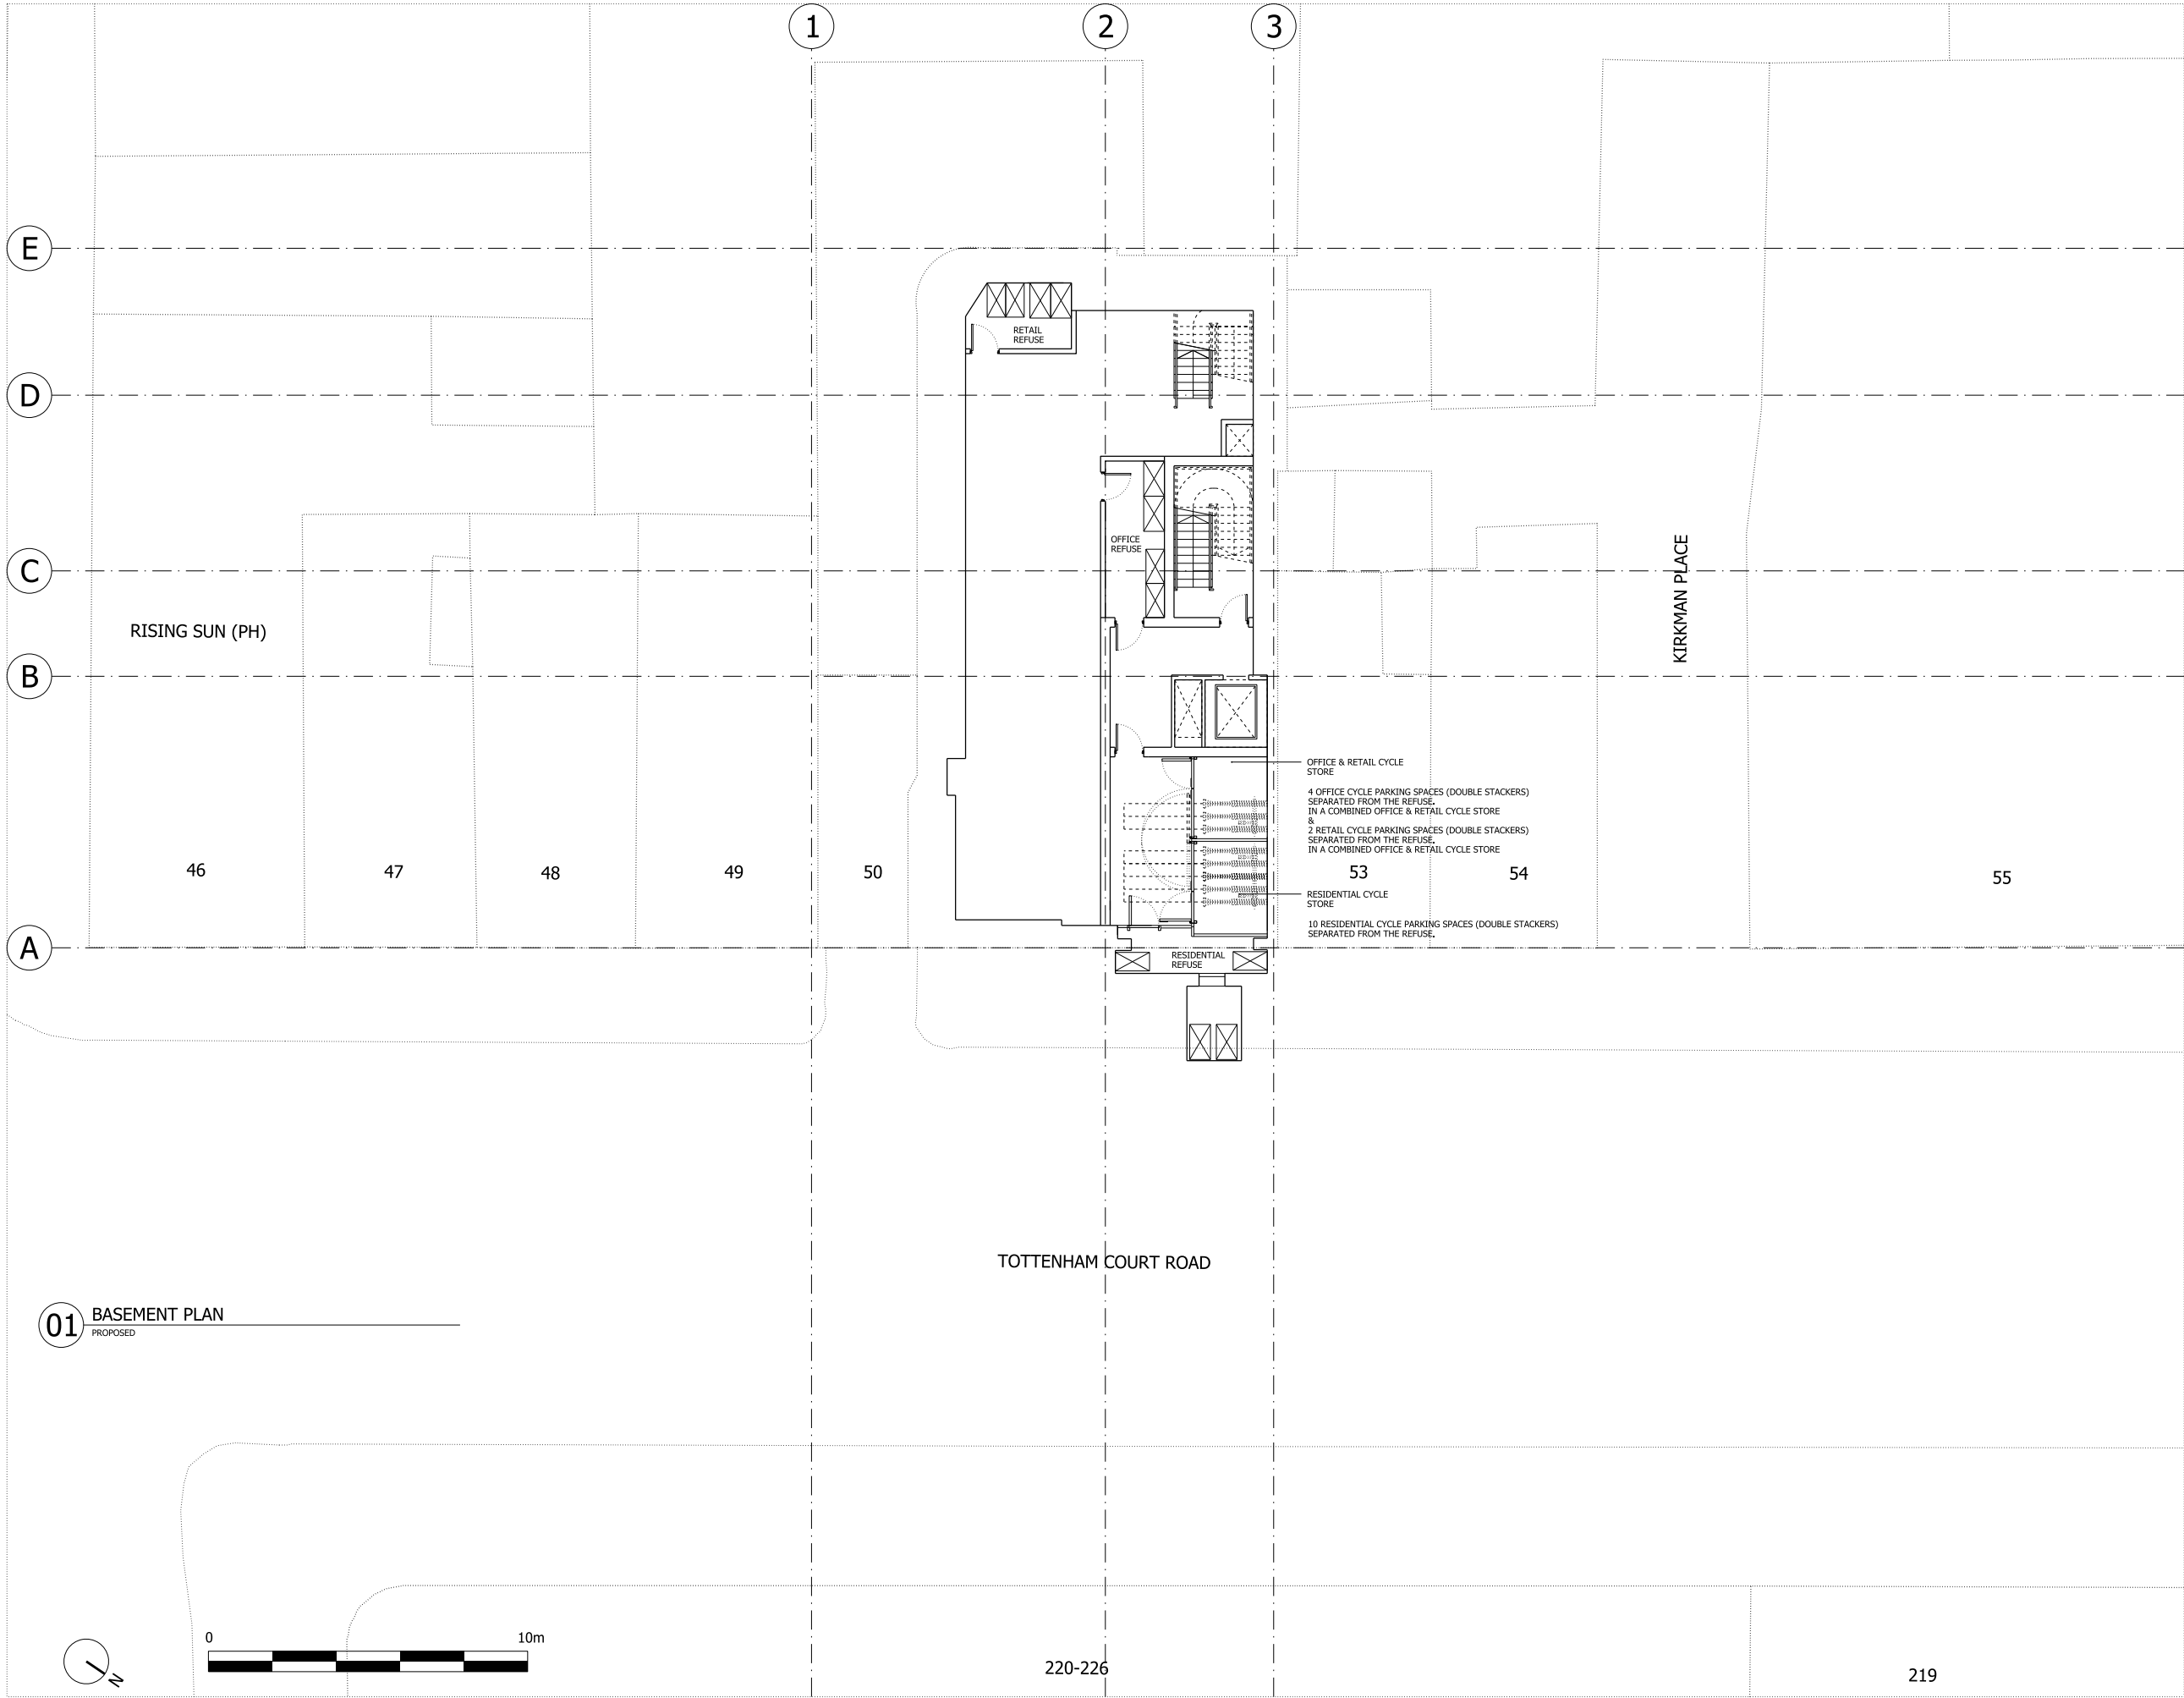 1
2
3
E
D
C
B
A
RETAIL
REFUSE
OFFICE
REFUSE
RISING SUN (PH)
KIRKMAN PLACE
OFFICE & RETAIL CYCLE
STORE
4 OFFICE CYCLE PARKING SPACES (DOUBLE STACKERS)
SEPARATED FROM THE REFUSE.
IN A COMBINED OFFICE & RETAIL CYCLE STORE
&
2 RETAIL CYCLE PARKING SPACES (DOUBLE STACKERS)
SEPARATED FROM THE REFUSE.
IN A COMBINED OFFICE & RETAIL CYCLE STORE
46
47
48
49
50
53
54
55
RESIDENTIAL CYCLE
STORE
10 RESIDENTIAL CYCLE PARKING SPACES (DOUBLE STACKERS)
SEPARATED FROM THE REFUSE.
RESIDENTIAL
REFUSE
TOTTENHAM COURT ROAD
01
BASEMENT PLAN
PROPOSED
N
0
10m
220-226
219